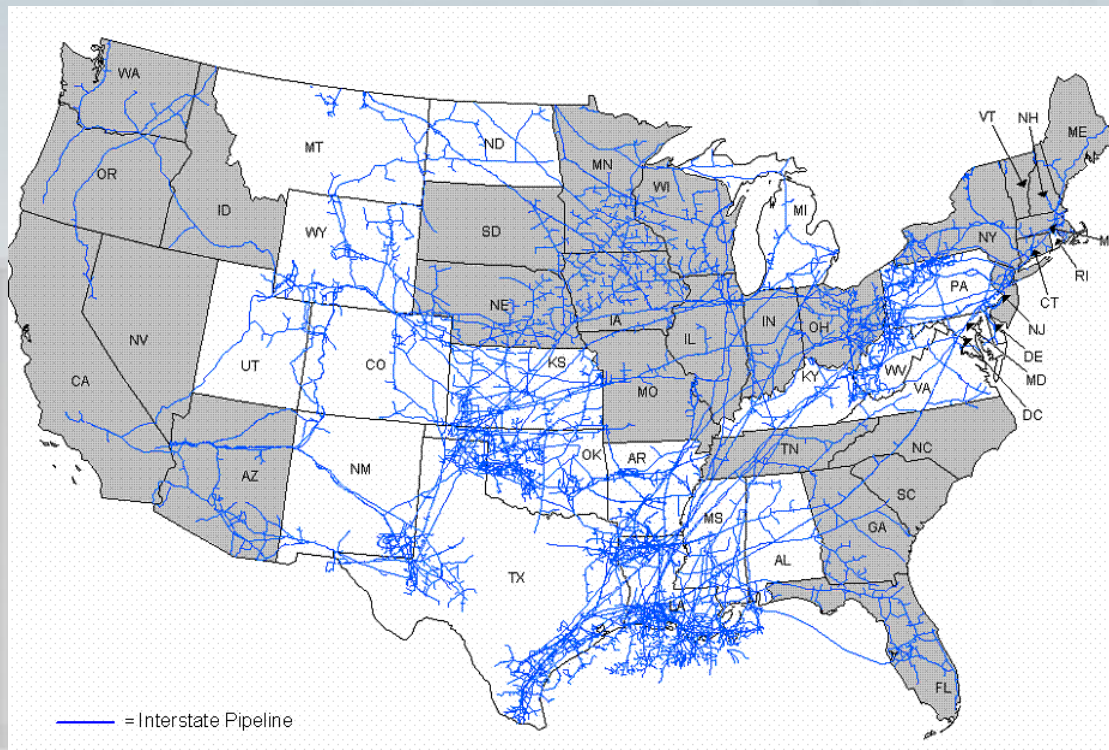 WA
MT
ND
MN
VT
NH
ME
OR
ID
WY
SD
WI
MI
NY
M
RI
CT
NE
IA
PA
NJ
NV
UT
CO
KS
IL
IN
OH
WV
VA
DE
MD
DC
CA
MO
KY
AZ
NM
OK
AR
TN
NC
SC
MS
AL
GA
TX
LA
FL
= Interstate Pipeline